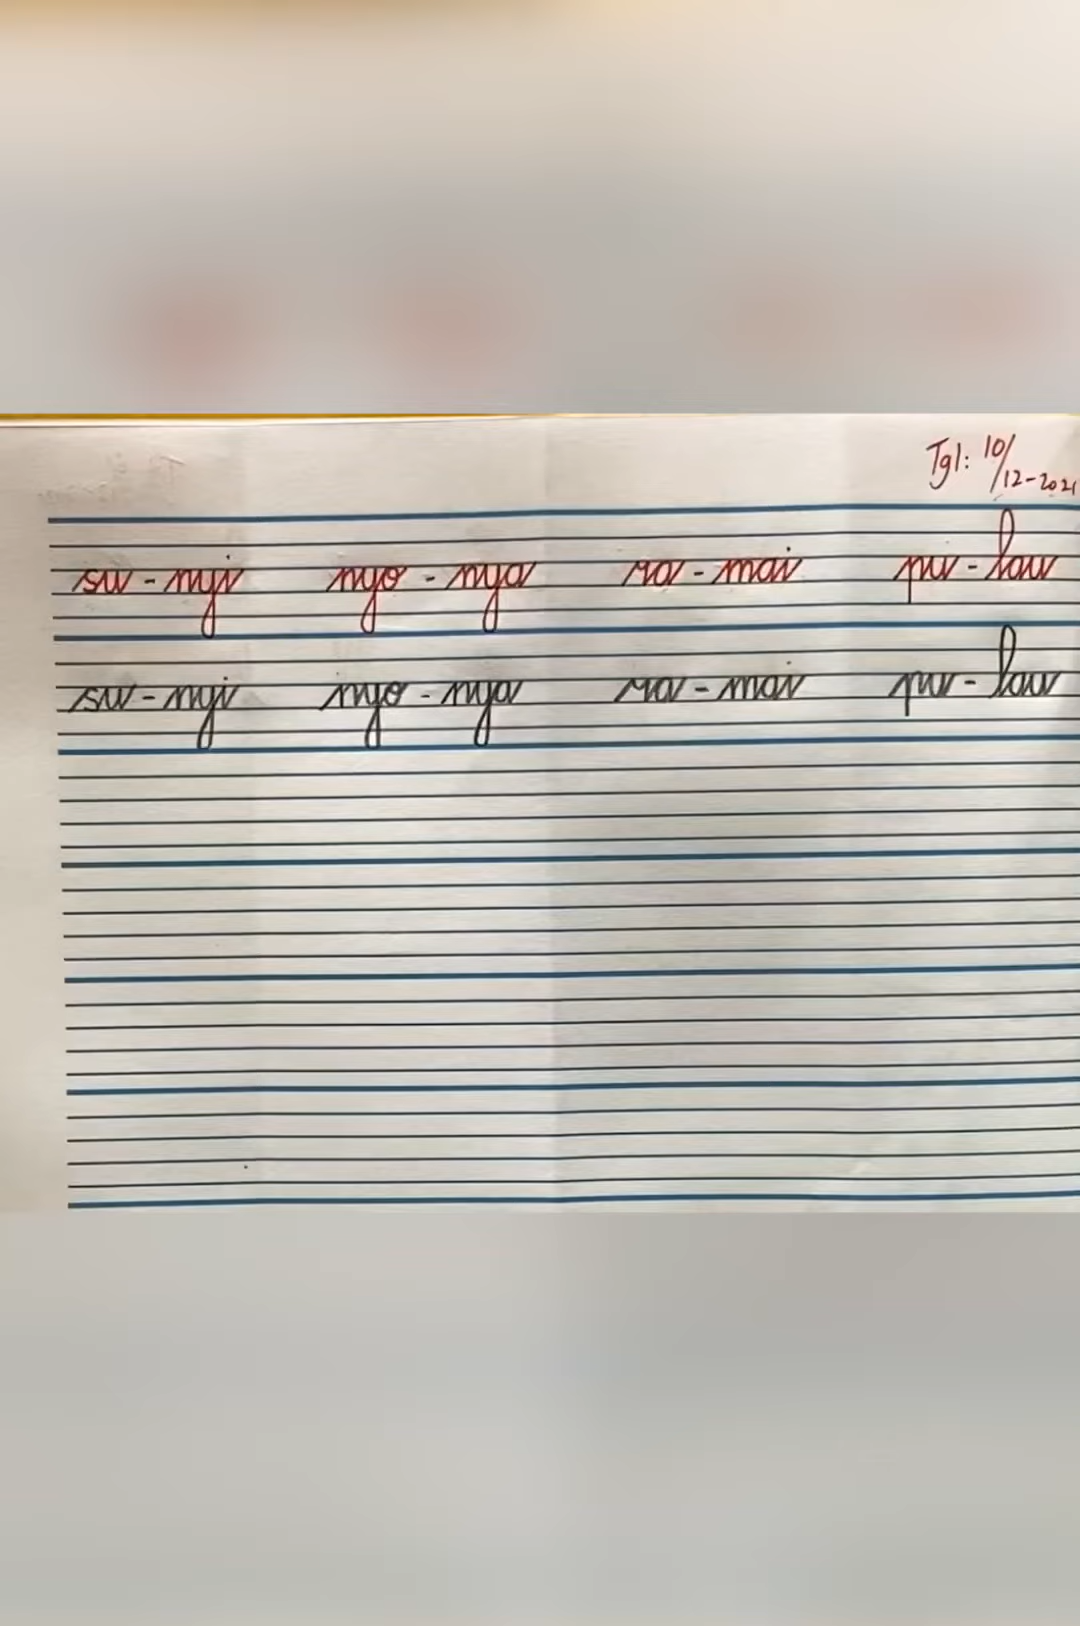 Tgl: 10/12-2021
su - nyi nyo - nya ra - mai pu - lau
su - nyi nyo - nya ra - mai pu - lau